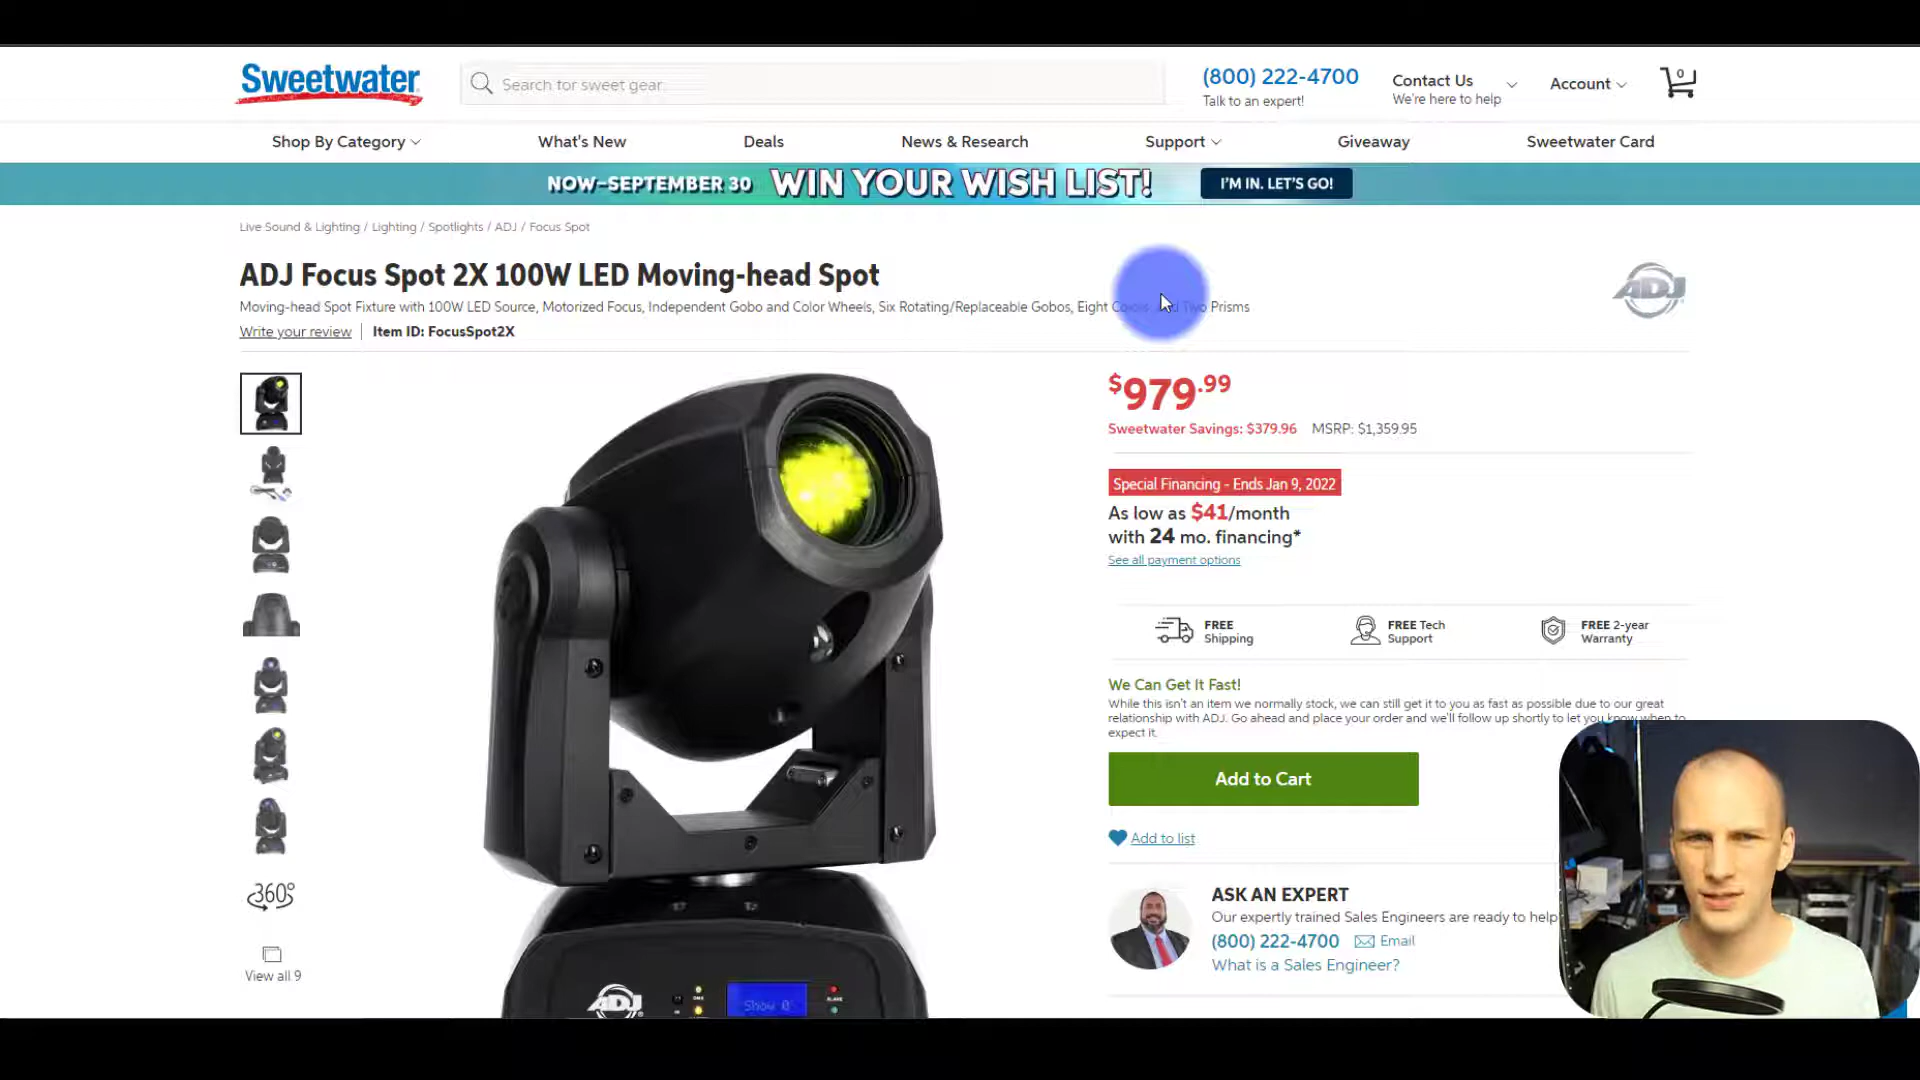 Sweetwater
Search for sweet gear.
(800) 222-4700
Talk to an expert!
Contact Us
We're here to help
Account
0
Shop By Category
What's New
Deals
News & Research
Support
Giveaway
Sweetwater Card
NOW–SEPTEMBER 30 WIN YOUR WISH LIST! I'M IN. LET'S GO!
Live Sound & Lighting / Lighting / Spotlights / ADJ / Focus Spot
ADJ Focus Spot 2X 100W LED Moving-head Spot
Moving-head Spot Fixture with 100W LED Source, Motorized Focus, Independent Gobo and Color Wheels, Six Rotating/Replaceable Gobos, Eight Colors, and Two Prisms
Write your review
Item ID: FocusSpot2X
ADJ
$979.99
Sweetwater Savings: $379.96 MSRP: $1,359.95
Special Financing - Ends Jan 9, 2022
As low as $41/month
with 24 mo. financing*
See all payment options
FREE
Shipping
FREE Tech
Support
FREE 2-year
Warranty
We Can Get It Fast!
While this isn't an item we normally stock, we can still get it to you as fast as possible due to our great
relationship with ADJ. Go ahead and place your order and we'll follow up shortly to let you know when to
expect it.
Add to Cart
Add to list
ASK AN EXPERT
Our expertly trained Sales Engineers are ready to help
(800) 222-4700 Email
What is a Sales Engineer?
360°
View all 9
ADJ
Show 0